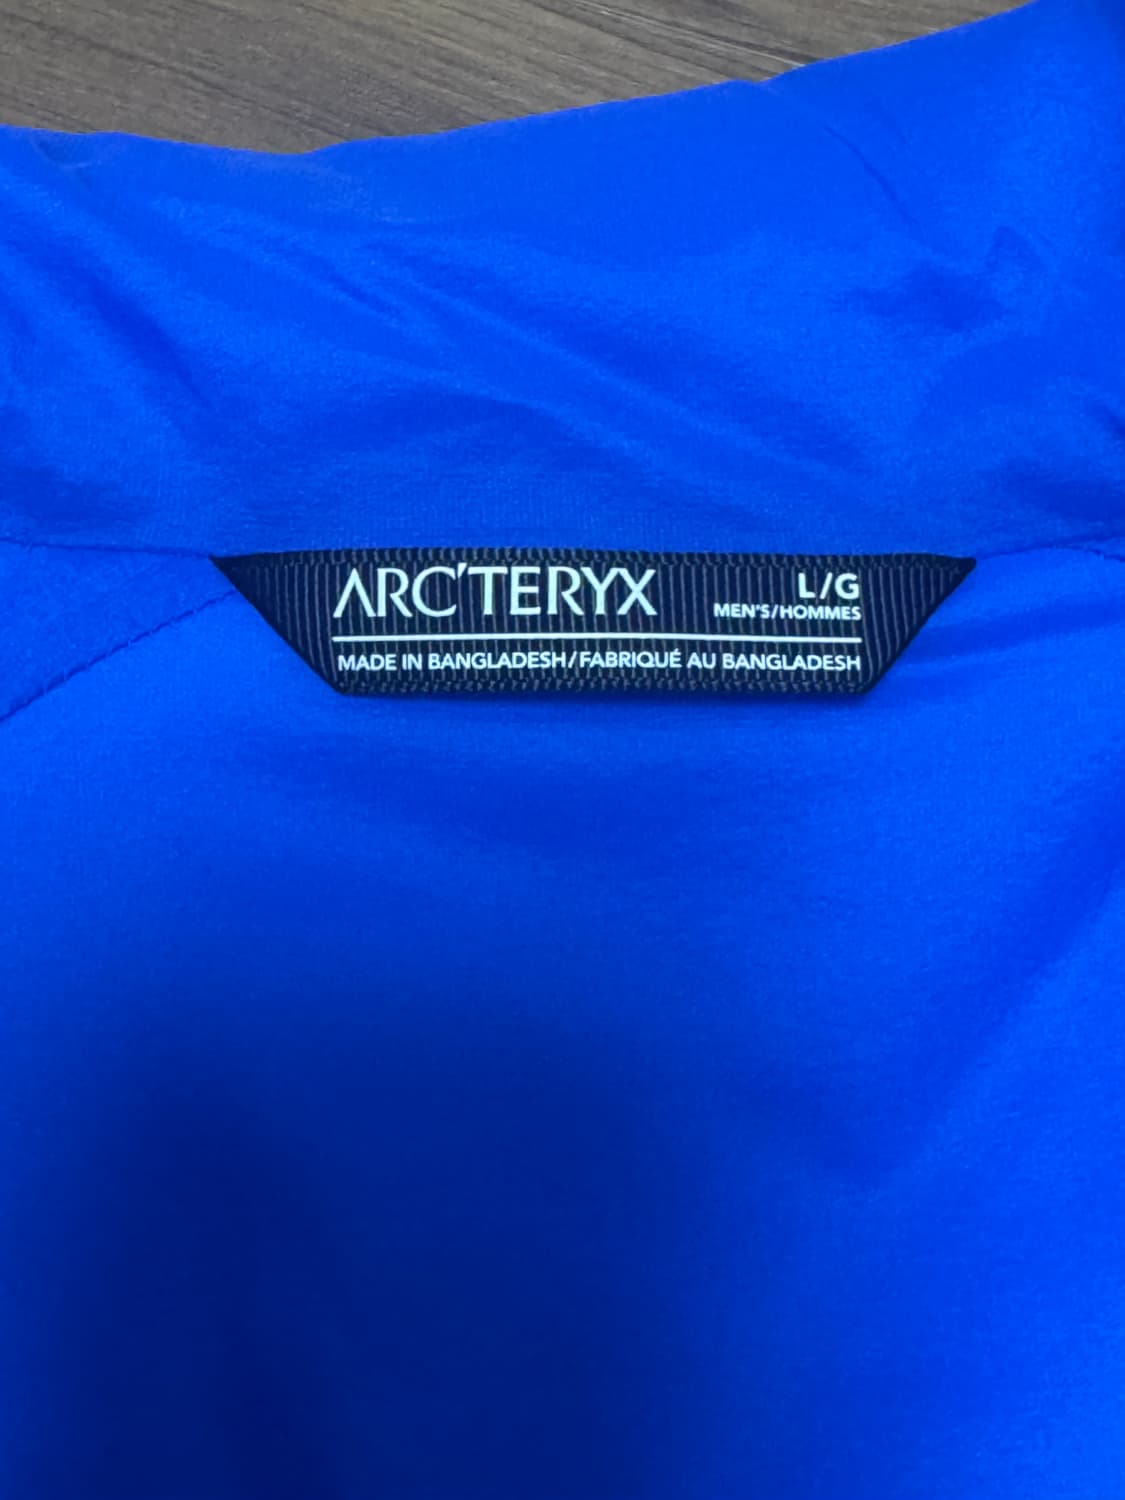 ARC'TERYX L/G
MEN'S/HOMMES
MADE IN BANGLADESH/FABRIQUÉ AU BANGLADESH